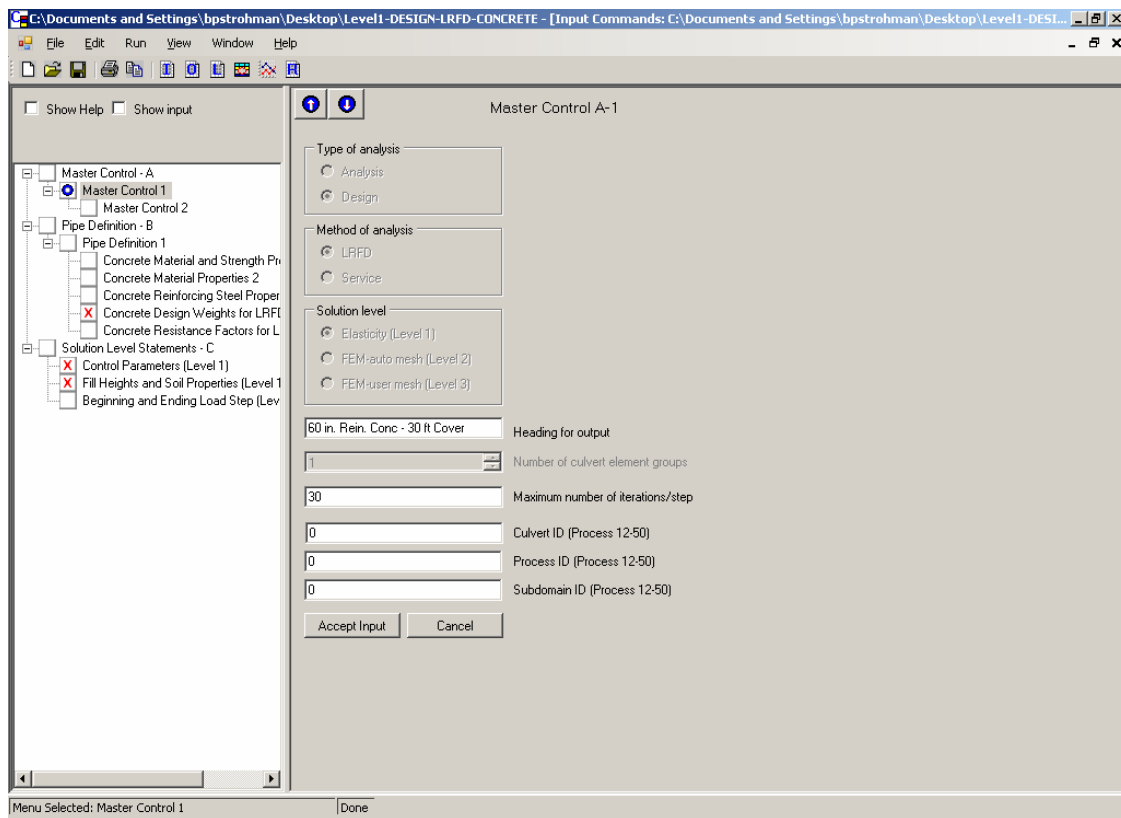 C:\Documents and Settings\bpstrohman\Desktop\Level1-DESIGN-LRFD-CONCRETE - [Input Commands: C:\Documents and Settings\bpstrohman\Desktop\Level1-DESI...
File Edit Run View Window Help
Show Help Show input
Master Control - A
Master Control 1
Master Control 2
Pipe Definition - B
Pipe Definition 1
Concrete Material and Strength Pr
Concrete Material Properties 2
Concrete Reinforcing Steel Proper
X Concrete Design Weights for LRF
Concrete Resistance Factors for L
Solution Level Statements - C
X Control Parameters (Level 1)
X Fill Heights and Soil Properties (Level 1
Beginning and Ending Load Step (Lev
Master Control A-1
Type of analysis
Analysis
Design
Method of analysis
LRFD
Service
Solution level
Elasticity (Level 1)
FEM-auto mesh (Level 2)
FEM-user mesh (Level 3)
60 in. Rein. Conc - 30 ft Cover Heading for output
1 Number of culvert element groups
30 Maximum number of iterations/step
0 Culvert ID (Process 12-50)
0 Process ID (Process 12-50)
0 Subdomain ID (Process 12-50)
Accept Input Cancel
Menu Selected: Master Control 1 Done